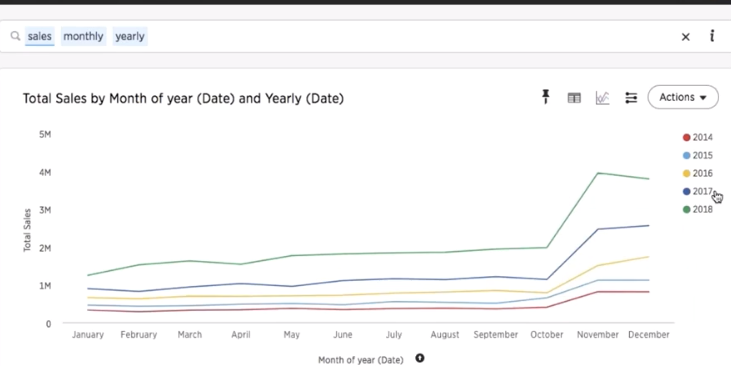 sales monthly yearly
Total Sales by Month of year (Date) and Yearly (Date)
Actions
5M
4M
3M
2M
1M
0
Total Sales
2014
2015
2016
2017
2018
January February March April May June July August September October November December
Month of year (Date)